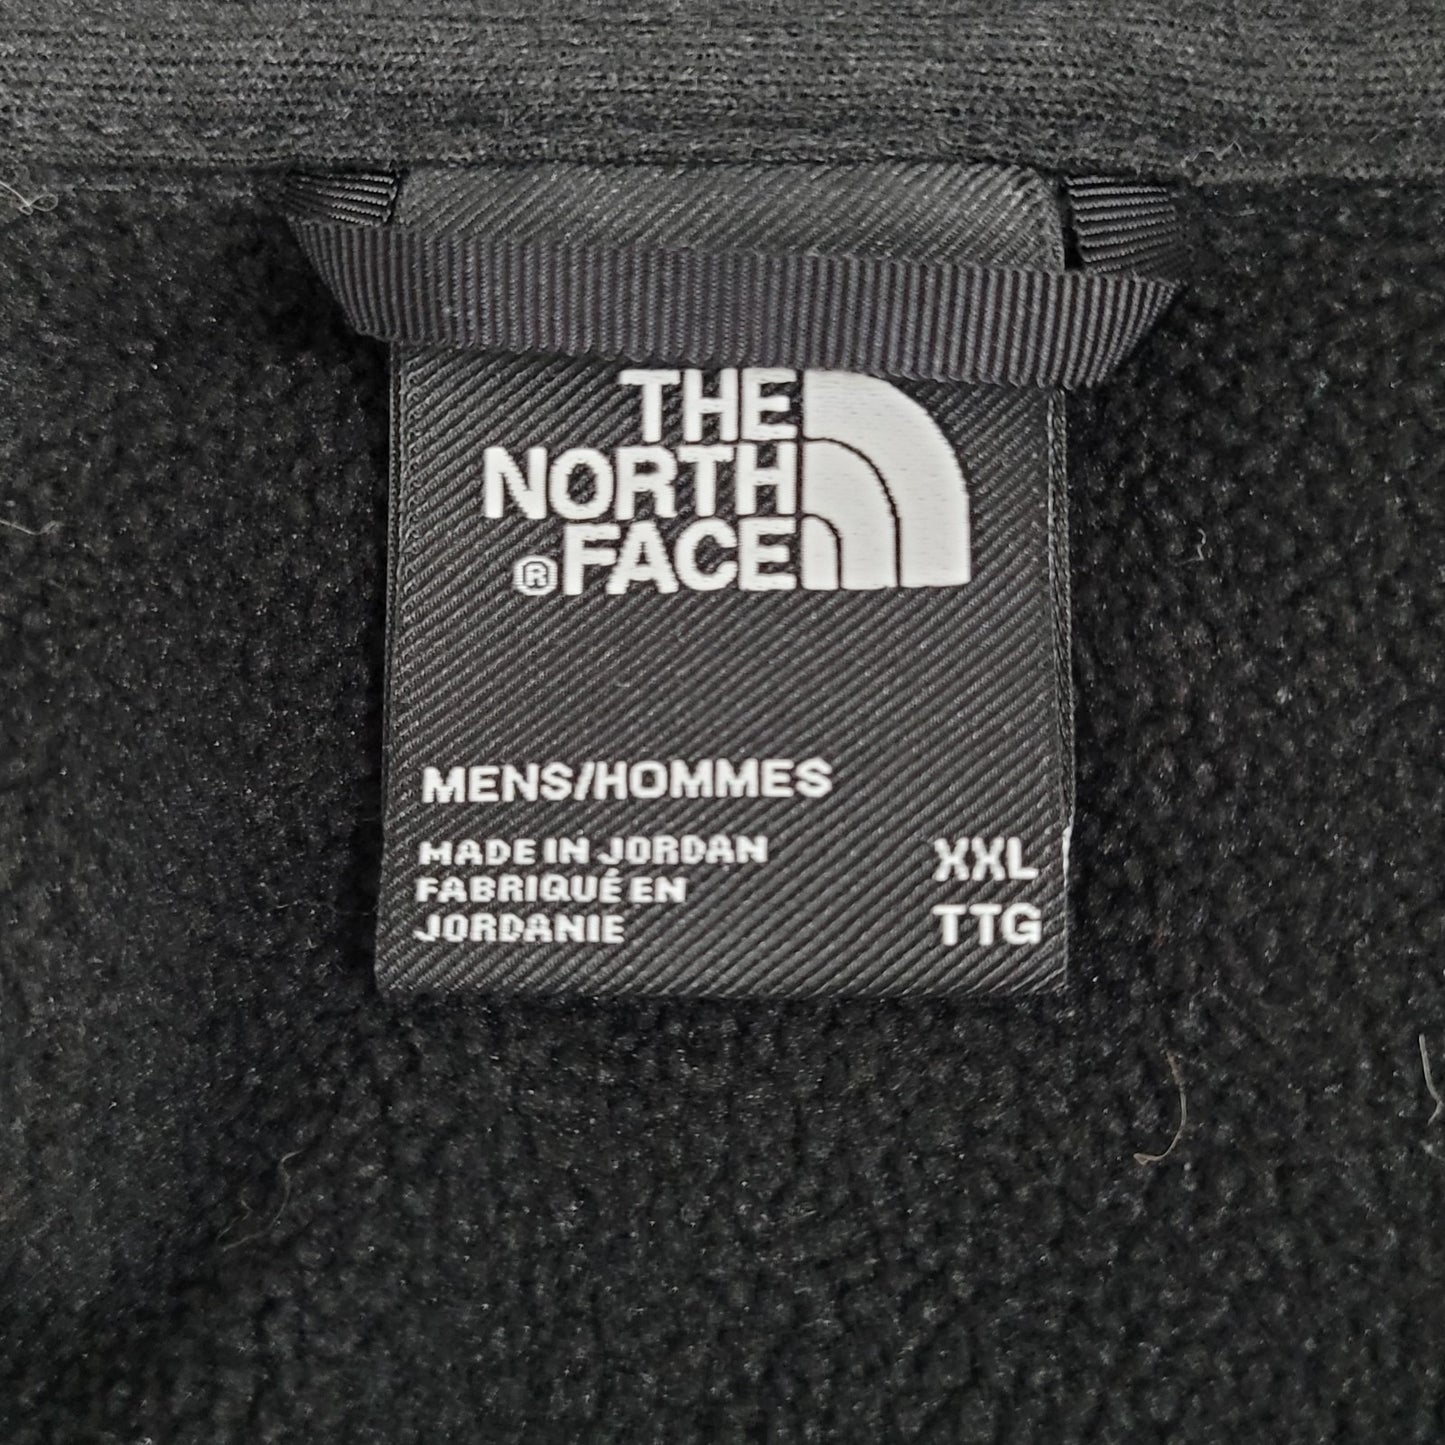 THE
NORTH
®FACE
MENS/HOMMES
MADE IN JORDAN
FABRIQUÉ EN
JORDANIE
XXL
TTG